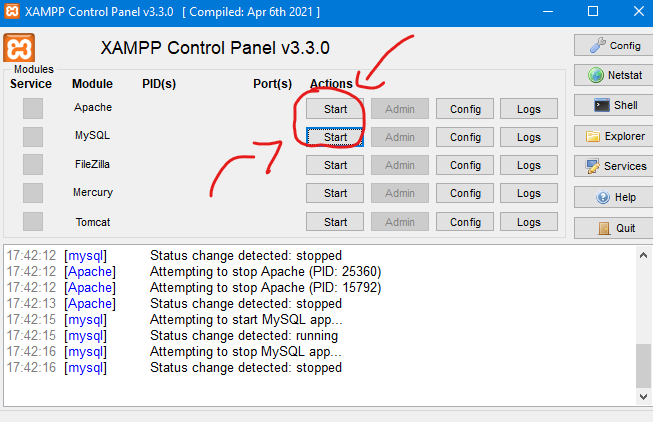 XAMPP Control Panel v3.3.0 [ Compiled: Apr 6th 2021 ]
XAMPP Control Panel v3.3.0
Config
Netstat
Shell
Explorer
Services
Help
Quit
Modules
Service Module PID(s) Port(s) Actions
Apache Start Admin Config Logs
MySQL Start Admin Config Logs
FileZilla Start Admin Config Logs
Mercury Start Admin Config Logs
Tomcat Start Admin Config Logs
17:42:12 [mysql] Status change detected: stopped
17:42:12 [Apache] Attempting to stop Apache (PID: 25360)
17:42:12 [Apache] Attempting to stop Apache (PID: 15792)
17:42:13 [Apache] Status change detected: stopped
17:42:15 [mysql] Attempting to start MySQL app...
17:42:15 [mysql] Status change detected: running
17:42:16 [mysql] Attempting to stop MySQL app...
17:42:16 [mysql] Status change detected: stopped